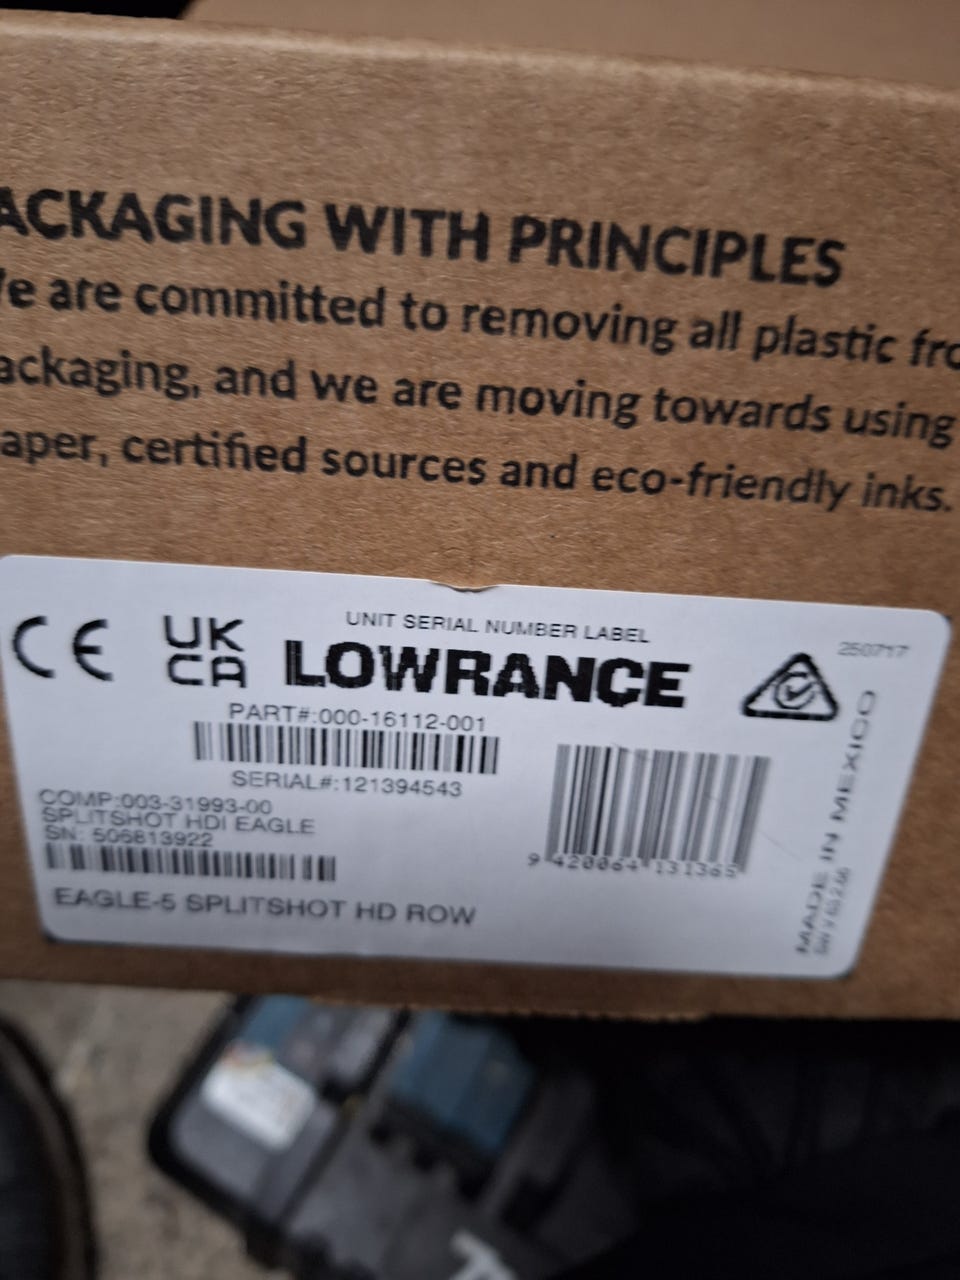 ACKAGING WITH PRINCIPLES
e are committed to removing all plastic fro
ackaging, and we are moving towards using
aper, certified sources and eco-friendly inks.
CE
UK
CA
UNIT SERIAL NUMBER LABEL
LOWRANCE
250717
PART#:000-16112-001
SERIAL#:121394543
COMP:003-31993-00
SPLITSHOT HDI EAGLE
SN: 506813922
EAGLE-5 SPLITSHOT HD ROW
9 420064 131365
MADE IN MEXICO